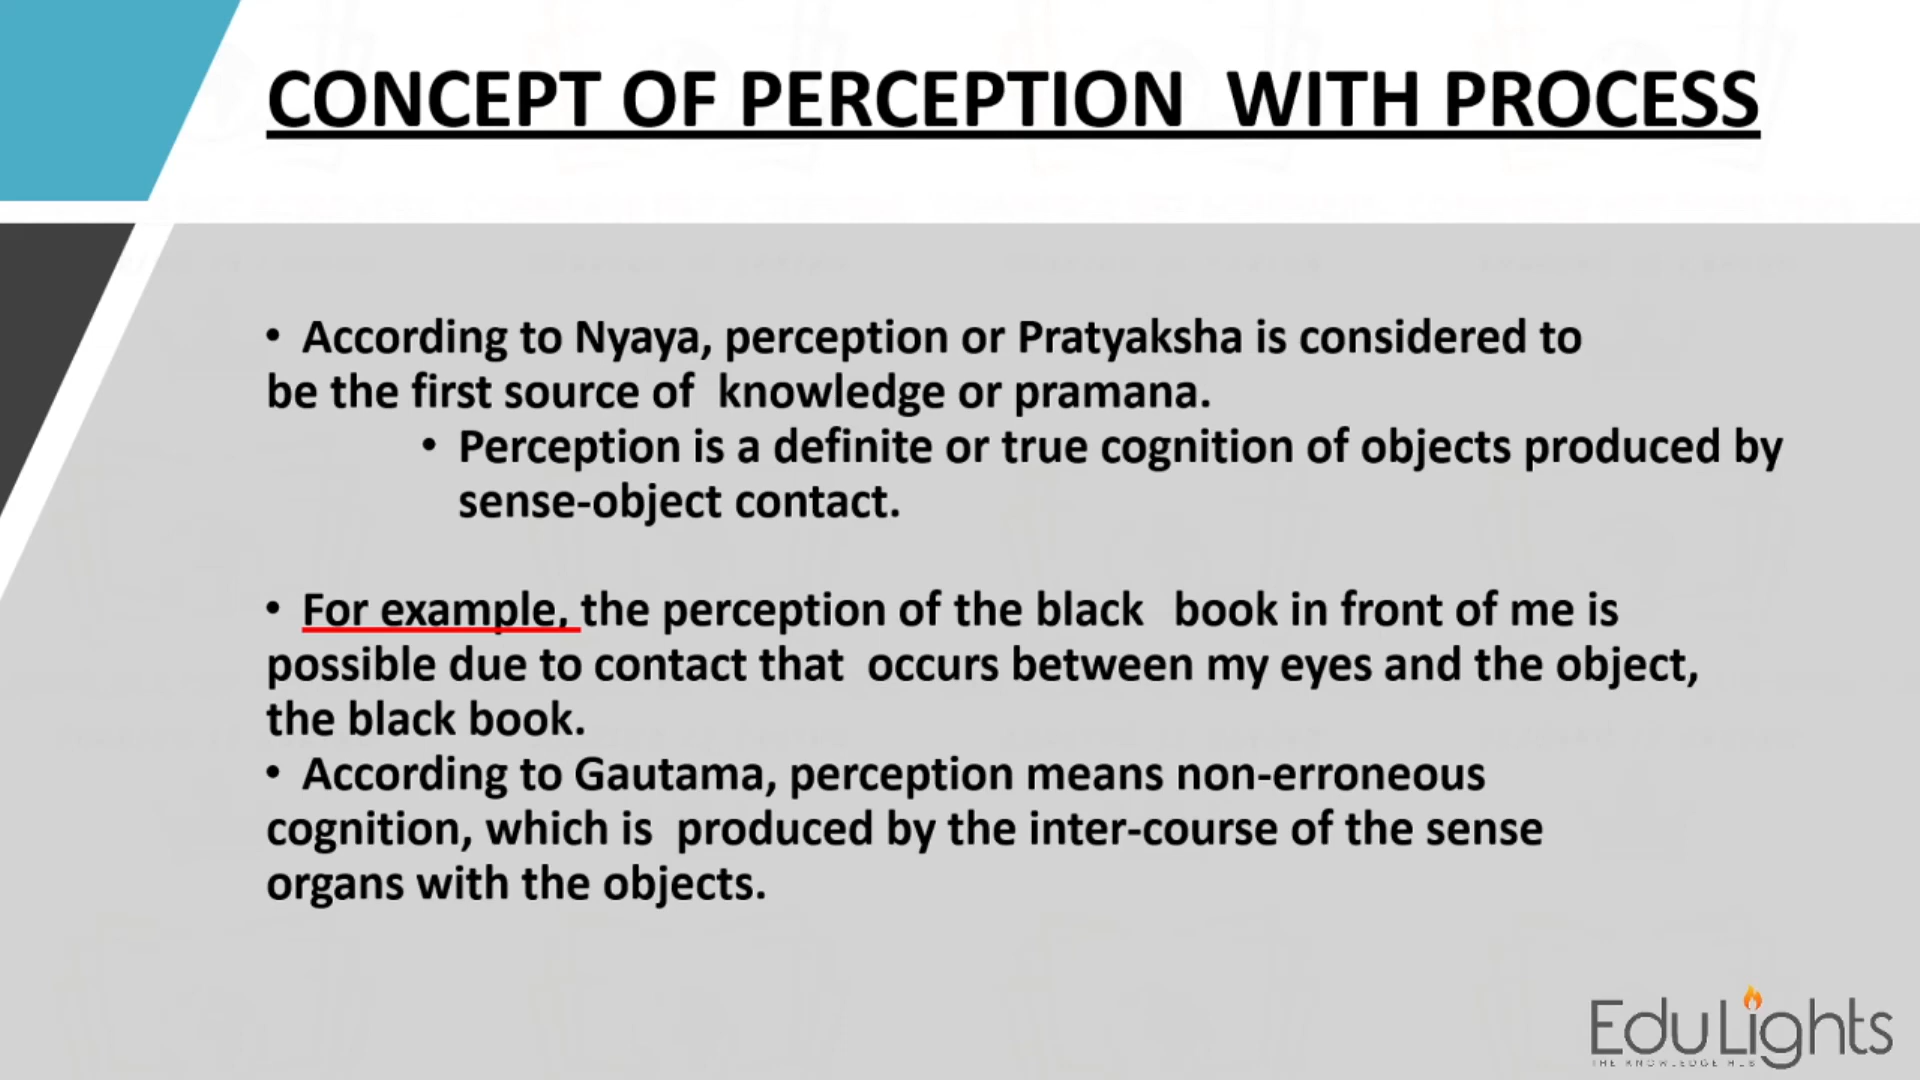 CONCEPT OF PERCEPTION WITH PROCESS
• According to Nyaya, perception or Pratyaksha is considered to
be the first source of knowledge or pramana.
• Perception is a definite or true cognition of objects produced by
sense-object contact.
• For example, the perception of the black book in front of me is
possible due to contact that occurs between my eyes and the object,
the black book.
• According to Gautama, perception means non-erroneous
cognition, which is produced by the inter-course of the sense
organs with the objects.
EduLights
THE KNOWLEDGE HUB